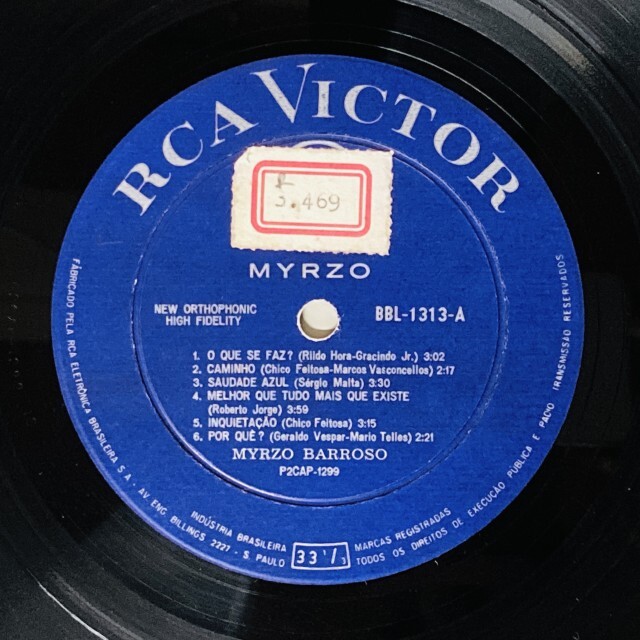 RCA VICTOR
L
3.469
MYRZO
NEW ORTHOPHONIC
HIGH FIDELITY
BBL-1313-A
1. O QUE SE FAZ? (Rildo Hora-Gracindo Jr.) 3:02
2. CAMINHO (Chico Feitosa-Marcos Vasconcellos) 2:17
3. SAUDADE AZUL (Sérgio Malta) 3:30
4. MELHOR QUE TUDO MAIS QUE EXISTE
(Roberto Jorge) 3:59
5. INQUIETAÇÃO (Chico Feitosa) 3:15
6. POR QUÊ? (Geraldo Vespar-Mario Telles) 2:21
MYRZO BARROSO
P2CAP-1299
FABRICADO PELA RCA ELETRÔNICA BRASILEIRA S.A. - AV. ENG. BILLINGS 2227 - S. PAULO
INDÚSTRIA BRASILEIRA
33 1/3
MARCAS REGISTRADAS
TODOS OS DIREITOS DE EXECUÇÃO PÚBLICA E RADIO TRANSMISSÃO RESERVADOS